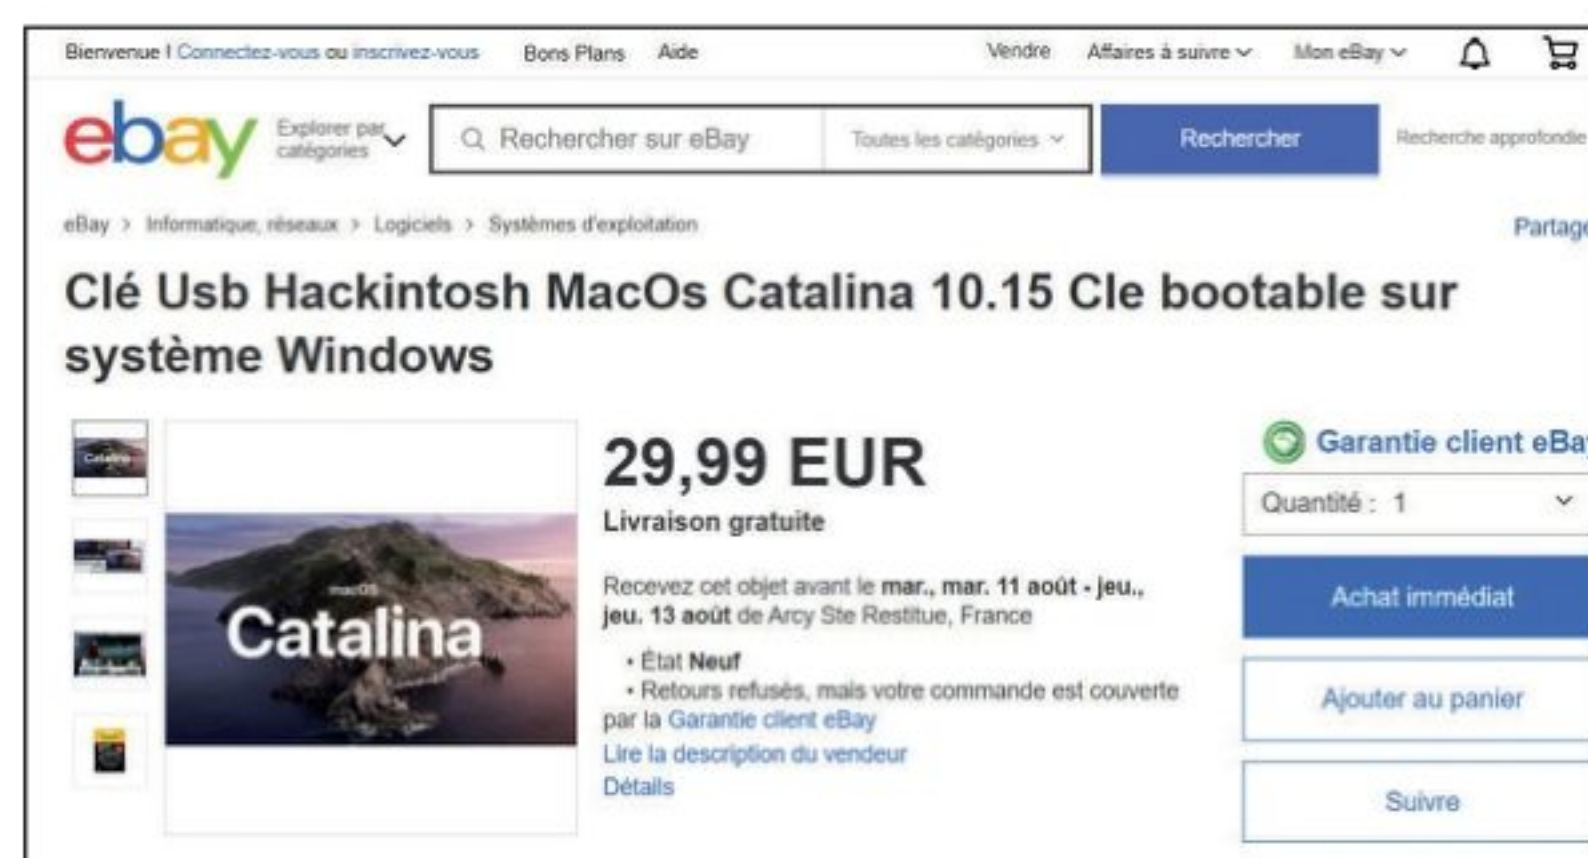 Bienvenue ! Connectez-vous ou inscrivez-vous Bons Plans Aide Vendre Affaires à suivre Mon eBay
ebay Explorer par catégories Rechercher sur eBay Toutes les catégories Rechercher Recherche approfondie
eBay > Informatique, réseaux > Logiciels > Systèmes d'exploitation Partage
Clé Usb Hackintosh MacOs Catalina 10.15 Cle bootable sur
système Windows
29,99 EUR
Livraison gratuite
Recevez cet objet avant le mar., mar. 11 août - jeu.,
jeu. 13 août de Arcy Ste Restitue, France
• État Neuf
• Retours refusés, mais votre commande est couverte
par la Garantie client eBay
Lire la description du vendeur
Détails
macOS
Catalina
Catalina
Garantie client eBay
Quantité : 1
Achat immédiat
Ajouter au panier
Suivre